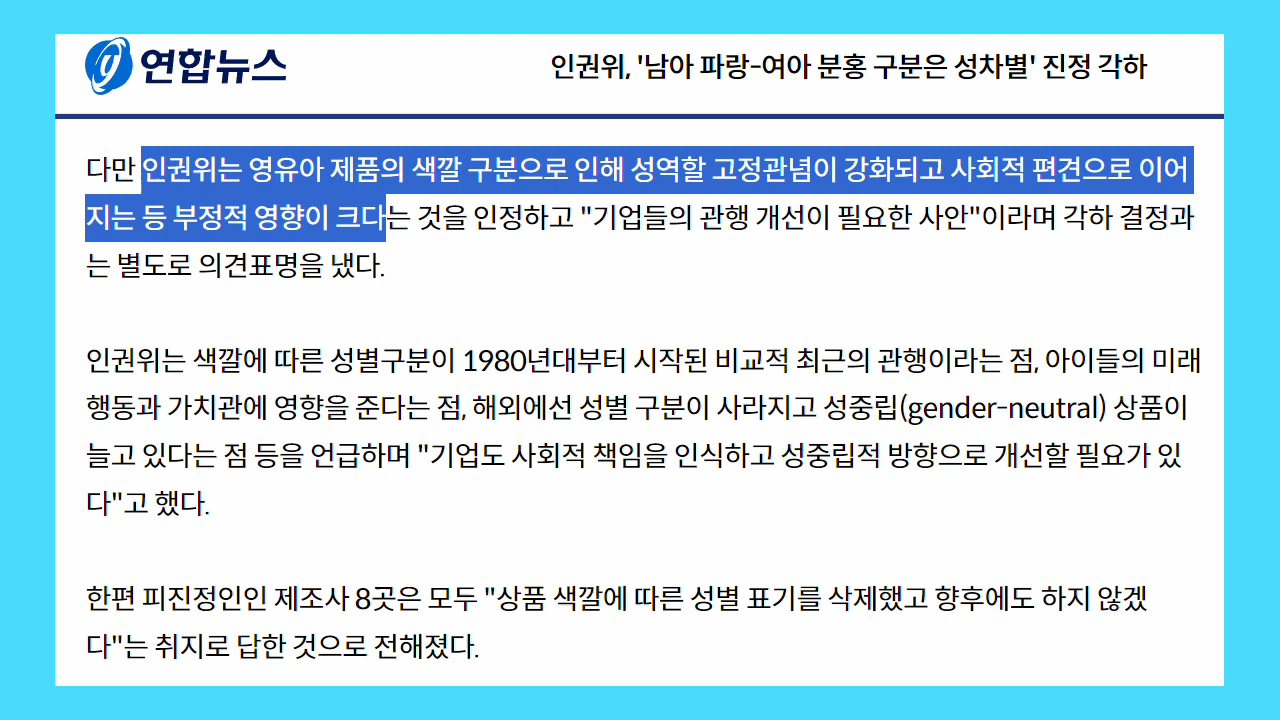 연합뉴스
인권위, '남아 파랑-여아 분홍 구분은 성차별' 진정 각하
다만 인권위는 영유아 제품의 색깔 구분으로 인해 성역할 고정관념이 강화되고 사회적 편견으로 이어
지는 등 부정적 영향이 크다는 것을 인정하고 "기업들의 관행 개선이 필요한 사안"이라며 각하 결정과
는 별도로 의견표명을 냈다.
인권위는 색깔에 따른 성별구분이 1980년대부터 시작된 비교적 최근의 관행이라는 점, 아이들의 미래
행동과 가치관에 영향을 준다는 점, 해외에선 성별 구분이 사라지고 성중립(gender-neutral) 상품이
늘고 있다는 점 등을 언급하며 "기업도 사회적 책임을 인식하고 성중립적 방향으로 개선할 필요가 있
다"고 했다.
한편 피진정인인 제조사 8곳은 모두 "상품 색깔에 따른 성별 표기를 삭제했고 향후에도 하지 않겠
다"는 취지로 답한 것으로 전해졌다.